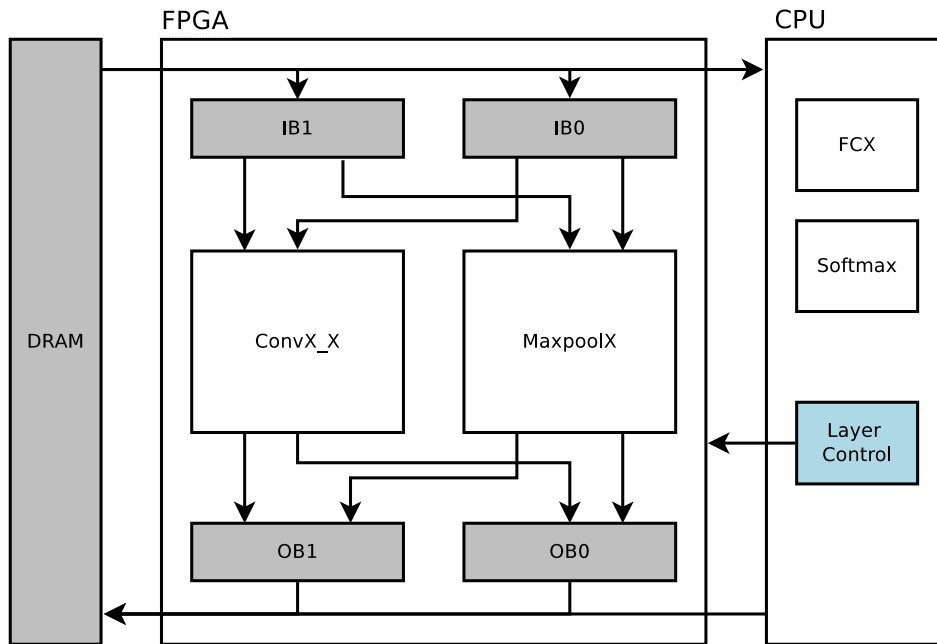 FPGA
CPU
IB1
IB0
FCX
Softmax
DRAM
ConvX_X
MaxpoolX
Layer
Control
OB1
OB0